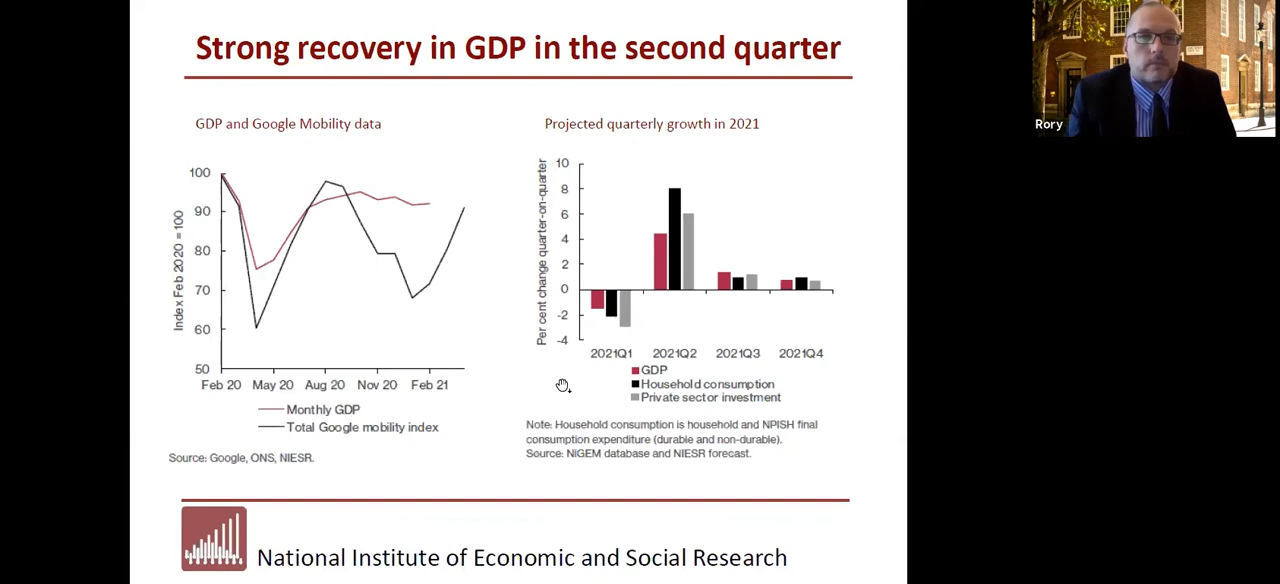 Strong recovery in GDP in the second quarter
Rory
GDP and Google Mobility data
100
90
80
70
60
50
Index Feb 2020 = 100
Feb 20 May 20 Aug 20 Nov 20 Feb 21
Monthly GDP
Total Google mobility index
Source: Google, ONS, NIESR.
Projected quarterly growth in 2021
10
8
6
4
2
0
-2
-4
Per cent change quarter-on-quarter
2021Q1 2021Q2 2021Q3 2021Q4
GDP
Household consumption
Private sector investment
Note: Household consumption is household and NPISH final
consumption expenditure (durable and non-durable).
Source: NiGEM database and NIESR forecast.
National Institute of Economic and Social Research